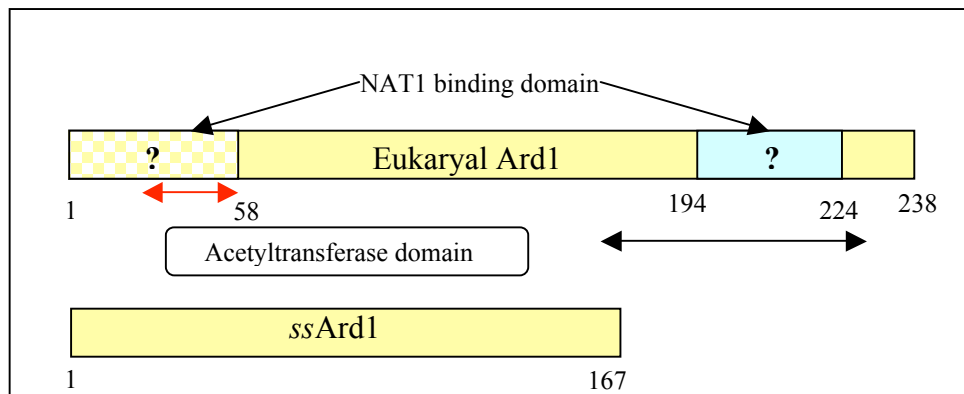 NAT1 binding domain
? Eukaryal Ard1 ?
1 58 194 224 238
Acetyltransferase domain
ssArd1
1 167